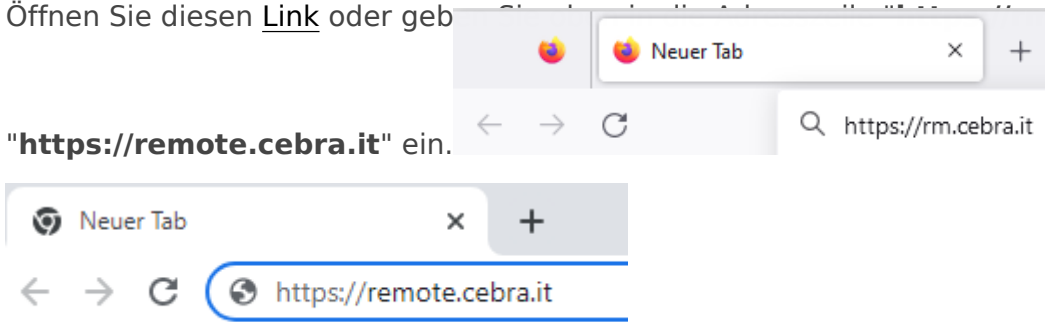 Öffnen Sie diesen Link oder geb
Neuer Tab
https://rm.cebra.it
"https://remote.cebra.it" ein.
Neuer Tab
https://remote.cebra.it